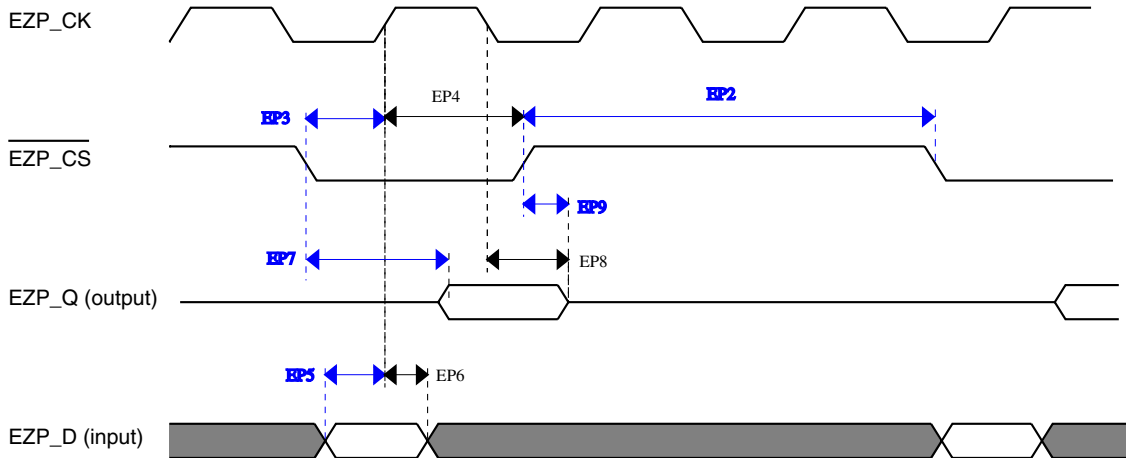 EZP_CK
EP4
EP2
EP3
EZP_CS
EP9
EP7
EP8
EZP_Q (output)
EP5
EP6
EZP_D (input)